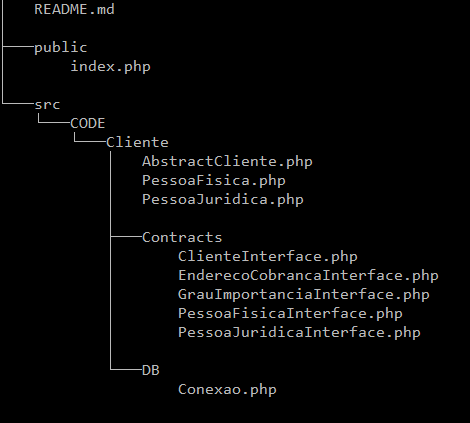 README.md
public
index.php
src
CODE
Cliente
AbstractCliente.php
PessoaFisica.php
PessoaJuridica.php
Contracts
ClienteInterface.php
EnderecoCobrancaInterface.php
GrauImportanciaInterface.php
PessoaFisicaInterface.php
PessoaJuridicaInterface.php
DB
Conexao.php